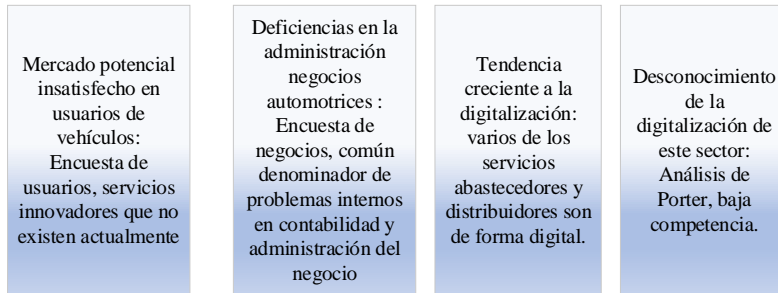 Mercado potencial
insatisfecho en
usuarios de
vehículos:
Encuesta de
usuarios, servicios
innovadores que no
existen actualmente
Deficiencias en la
administración
negocios
automotrices :
Encuesta de
negocios, común
denominador de
problemas internos
en contabilidad y
administración del
negocio
Tendencia
creciente a la
digitalización:
varios de los
servicios
abastecedores y
distribuidores son
de forma digital.
Desconocimiento
de la
digitalización de
este sector:
Análisis de
Porter, baja
competencia.